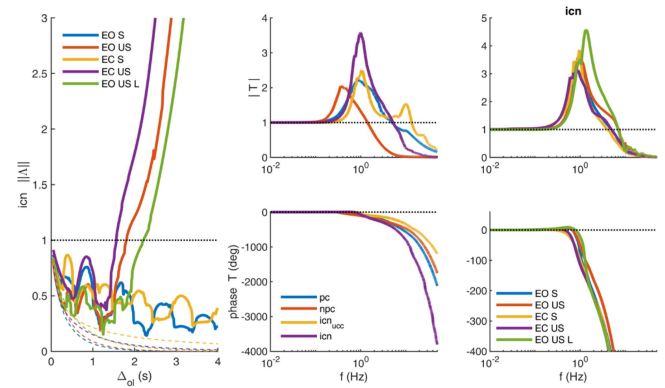 icn
3
2.5
2
1.5
1
0.5
0
icn ||Λ||
EO S
EO US
EC S
EC US
EO US L
0 1 2 3 4
Δol (s)
4
3
2
1
0
| T |
10-2 100
5
4
3
2
1
0
10-2 100
0
-1000
-2000
-3000
-4000
phase T (deg)
pc
npc
icnucc
icn
10-2 100
f (Hz)
0
-100
-200
-300
-400
EO S
EO US
EC S
EC US
EO US L
10-2 100
f (Hz)